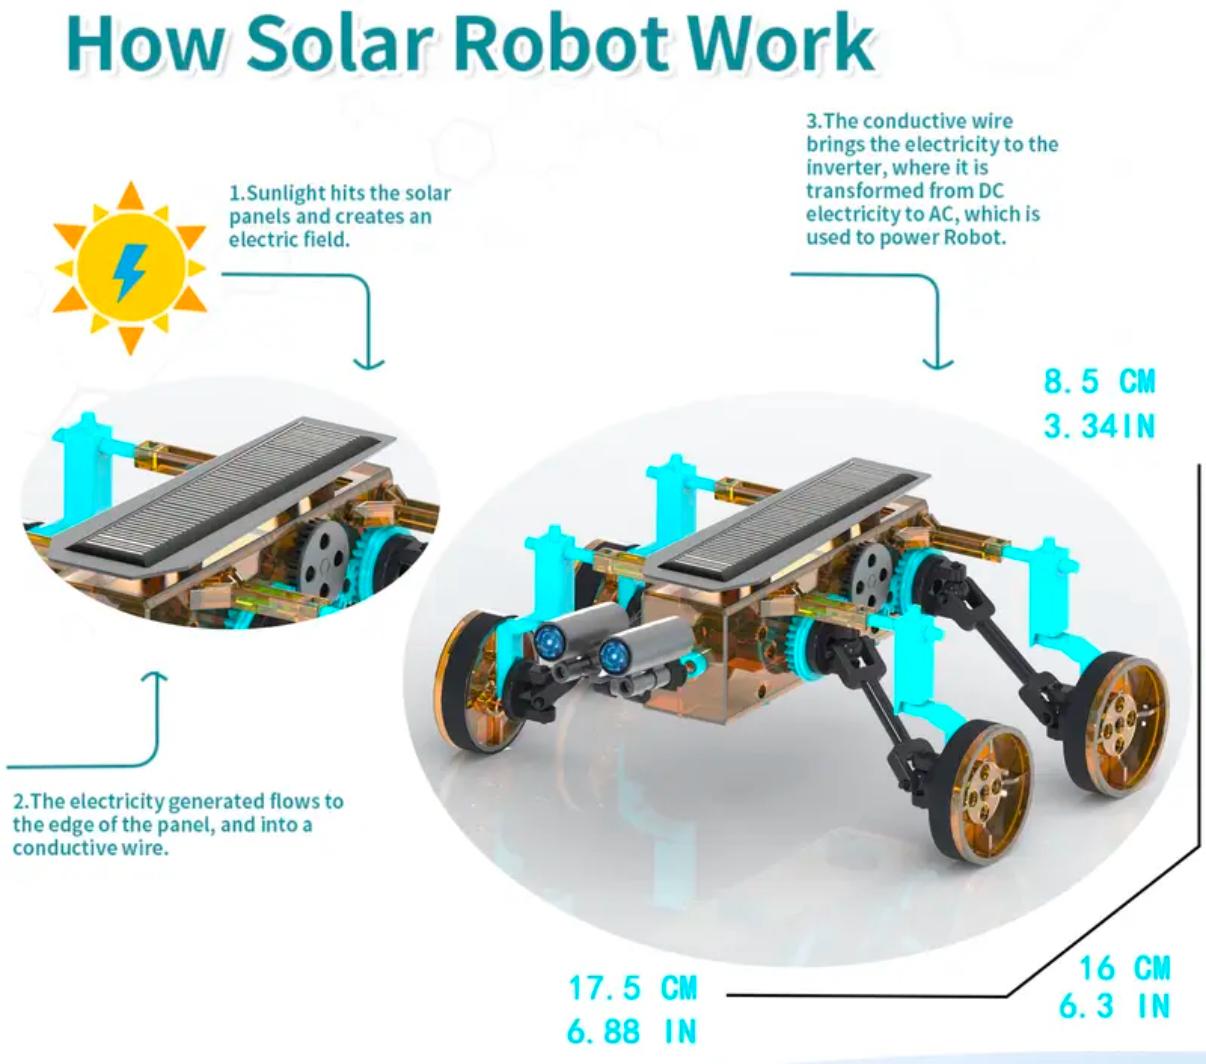 How Solar Robot Work
1.Sunlight hits the solar
panels and creates an
electric field.
3.The conductive wire
brings the electricity to the
inverter, where it is
transformed from DC
electricity to AC, which is
used to power Robot.
8.5 CM
3.34IN
2.The electricity generated flows to
the edge of the panel, and into a
conductive wire.
17.5 CM
6.88 IN
16 CM
6.3 IN